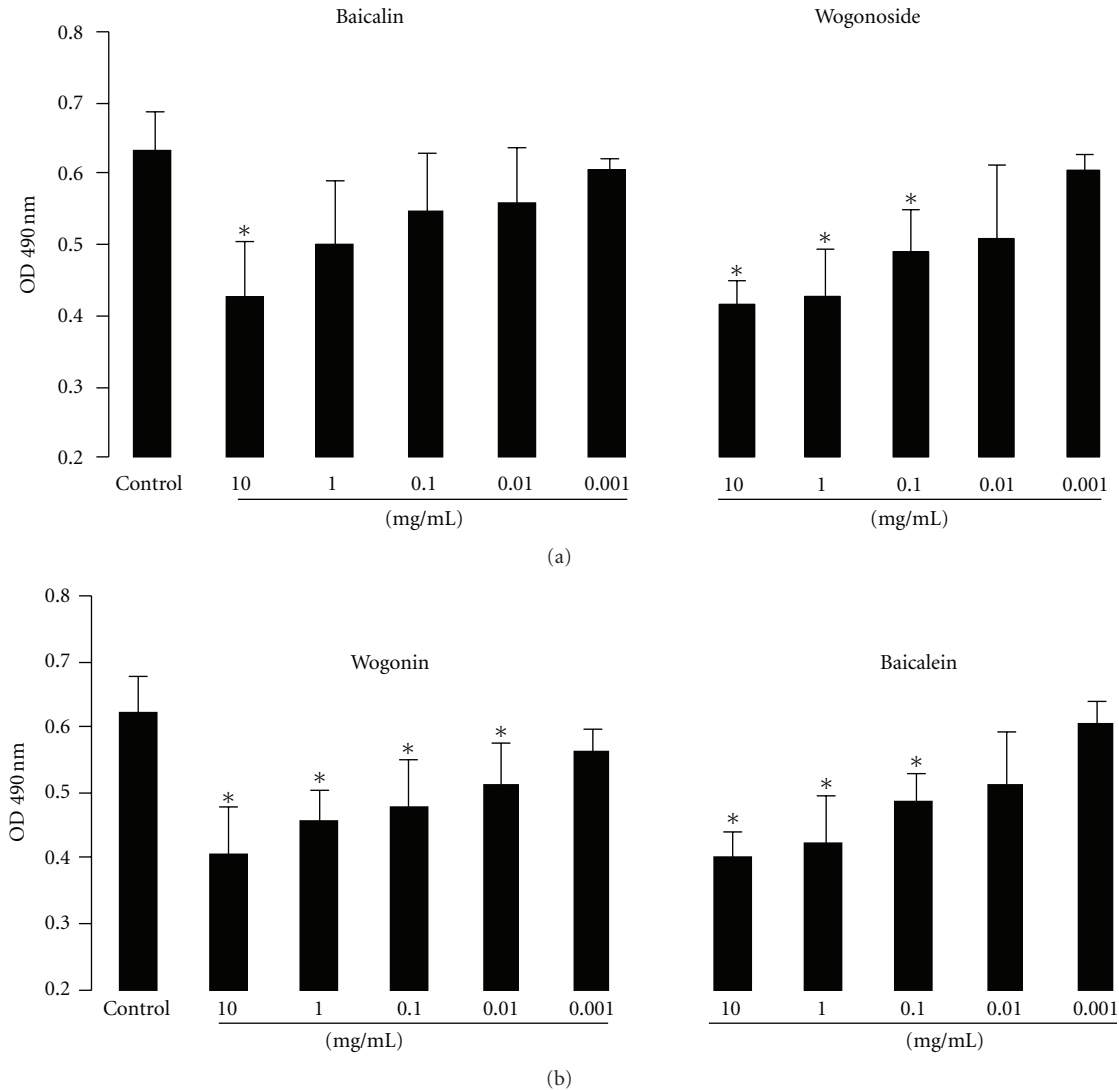 Baicalin Wogonoside
0.8
0.7
0.6
0.5
0.4
0.3
0.2
OD 490 nm
* * * *
Control 10 1 0.1 0.01 0.001 10 1 0.1 0.01 0.001
(mg/mL) (mg/mL)
(a)
0.8
0.7
0.6
0.5
0.4
0.3
0.2
OD 490 nm
Wogonin Baicalein
* * * * * * *
Control 10 1 0.1 0.01 0.001 10 1 0.1 0.01 0.001
(mg/mL) (mg/mL)
(b)